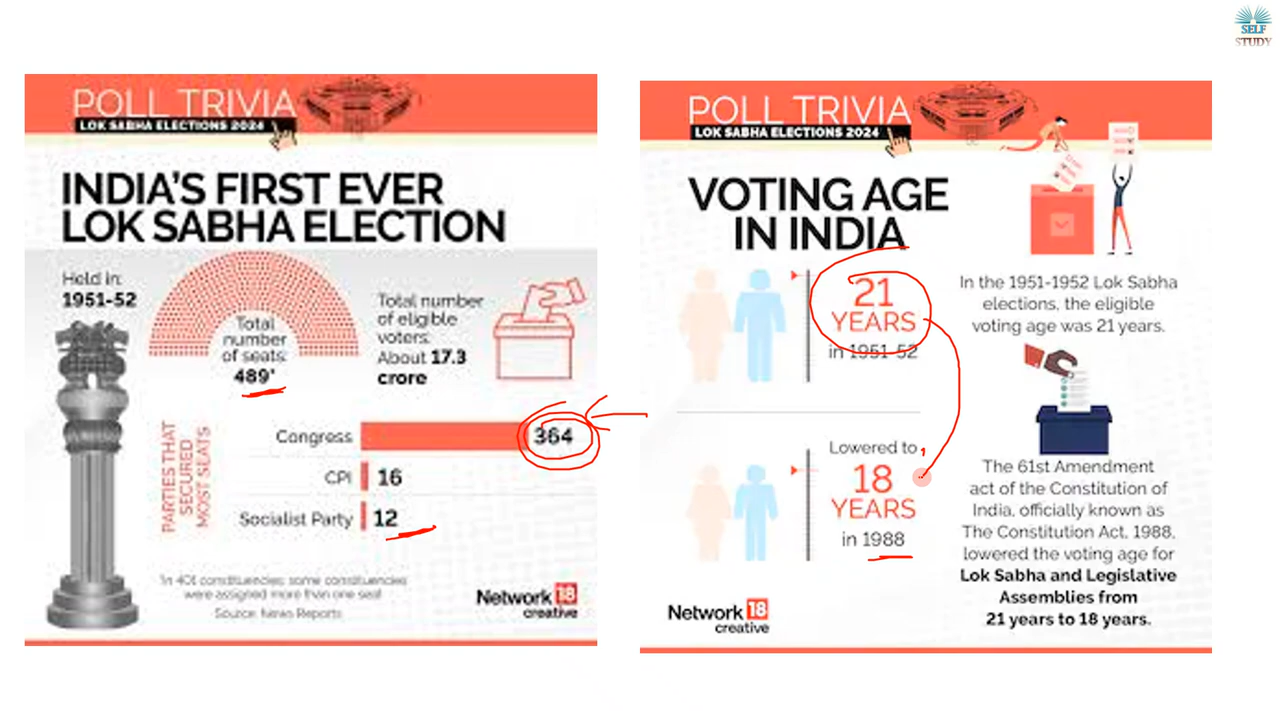 SELF
STUDY
POLL TRIVIA
LOK SABHA ELECTIONS 2024
INDIA'S FIRST EVER
LOK SABHA ELECTION
Held in:
1951-52
Total
number
of seats:
489*
Total number
of eligible
voters:
About 17.3
crore
PARTIES THAT
SECURED
MOST SEATS
Congress 364
CPI 16
Socialist Party 12
*In 401 constituencies; some constituencies
were assigned more than one seat
Source: News Reports
Network 18
creative
POLL TRIVIA
LOK SABHA ELECTIONS 2024
VOTING AGE
IN INDIA
21
YEARS
in 1951-52
In the 1951-1952 Lok Sabha
elections, the eligible
voting age was 21 years.
Lowered to
18
YEARS
in 1988
The 61st Amendment
act of the Constitution of
India, officially known as
The Constitution Act, 1988,
lowered the voting age for
Lok Sabha and Legislative
Assemblies from
21 years to 18 years.
Network 18
creative